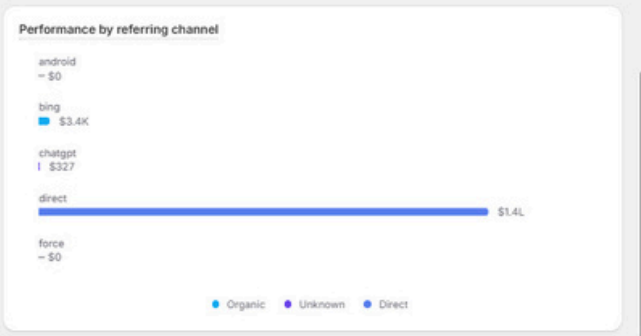 Performance by referring channel
android
– $0
bing
$3.4K
chatgpt
$327
direct
$1.4L
force
– $0
Organic Unknown Direct